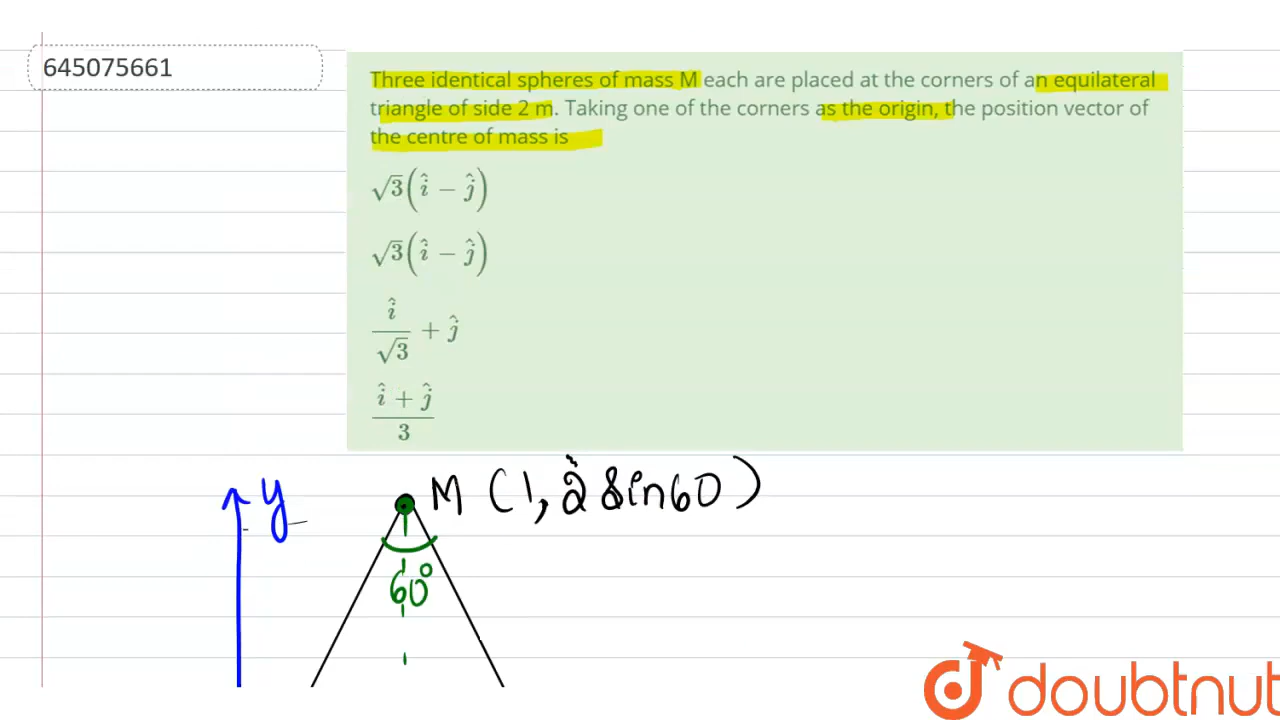 645075661
Three identical spheres of mass M each are placed at the corners of an equilateral
triangle of side 2 m. Taking one of the corners as the origin, the position vector of
the centre of mass is
√3(î − ĵ)
√3(î − ĵ)
î/√3 + ĵ
(î + ĵ)/3
y M (1, 2 Sin60)
60°
doubtnut